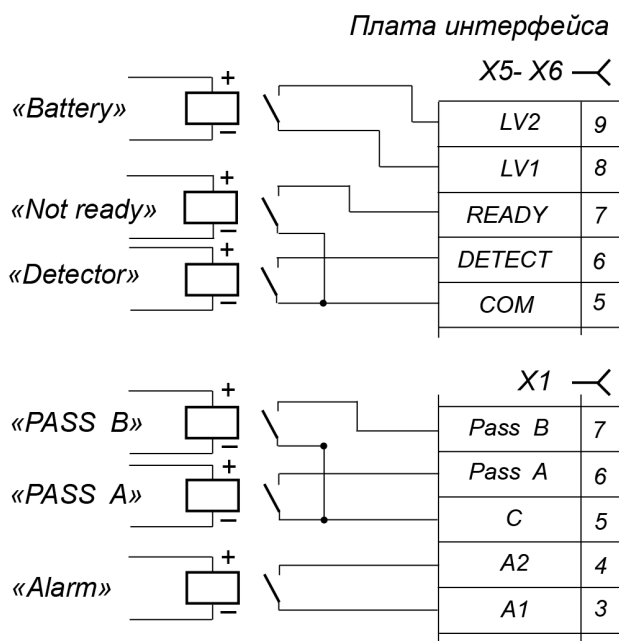 Плата интерфейса
X5- X6
+
«Battery»
−
LV2 9
LV1 8
+
«Not ready»
−
READY 7
+
«Detector»
−
DETECT 6
COM 5
X1
+
«PASS B»
−
Pass B 7
+
«PASS A»
−
Pass A 6
C 5
+
«Alarm»
−
A2 4
A1 3